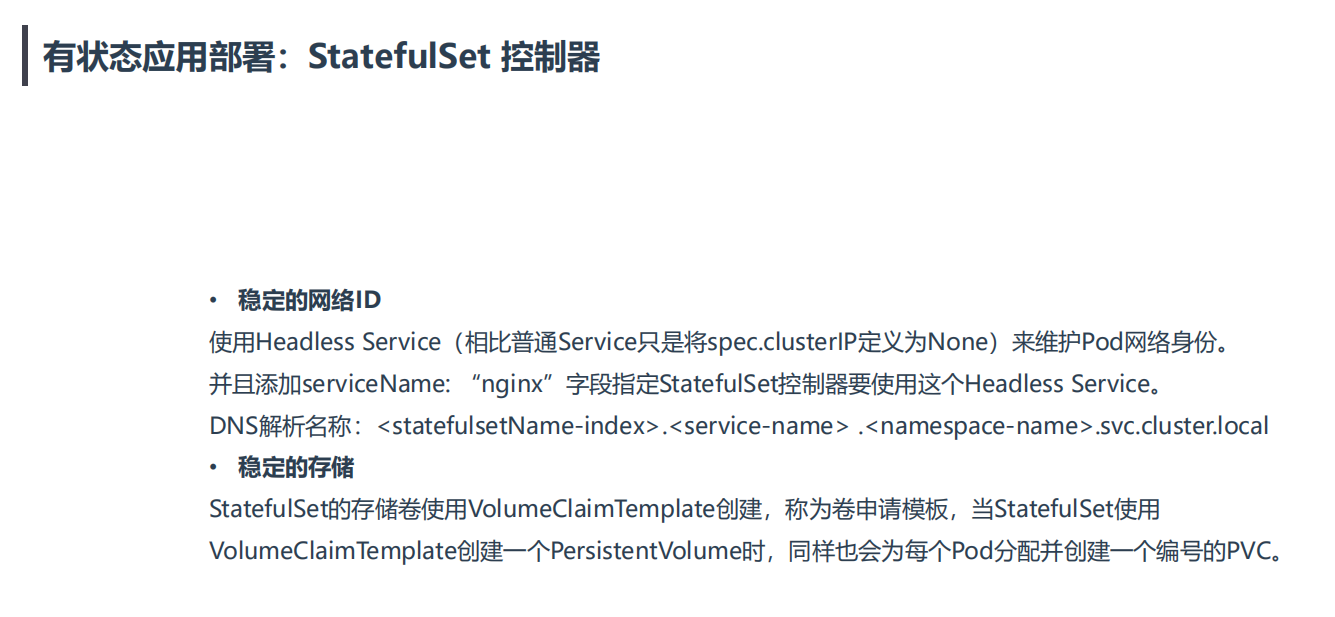 有状态应用部署：StatefulSet 控制器
• 稳定的网络ID
使用Headless Service（相比普通Service只是将spec.clusterIP定义为None）来维护Pod网络身份。
并且添加serviceName: “nginx”字段指定StatefulSet控制器要使用这个Headless Service。
DNS解析名称：<statefulsetName-index>.<service-name> .<namespace-name>.svc.cluster.local
• 稳定的存储
StatefulSet的存储卷使用VolumeClaimTemplate创建，称为卷申请模板，当StatefulSet使用
VolumeClaimTemplate创建一个PersistentVolume时，同样也会为每个Pod分配并创建一个编号的PVC。